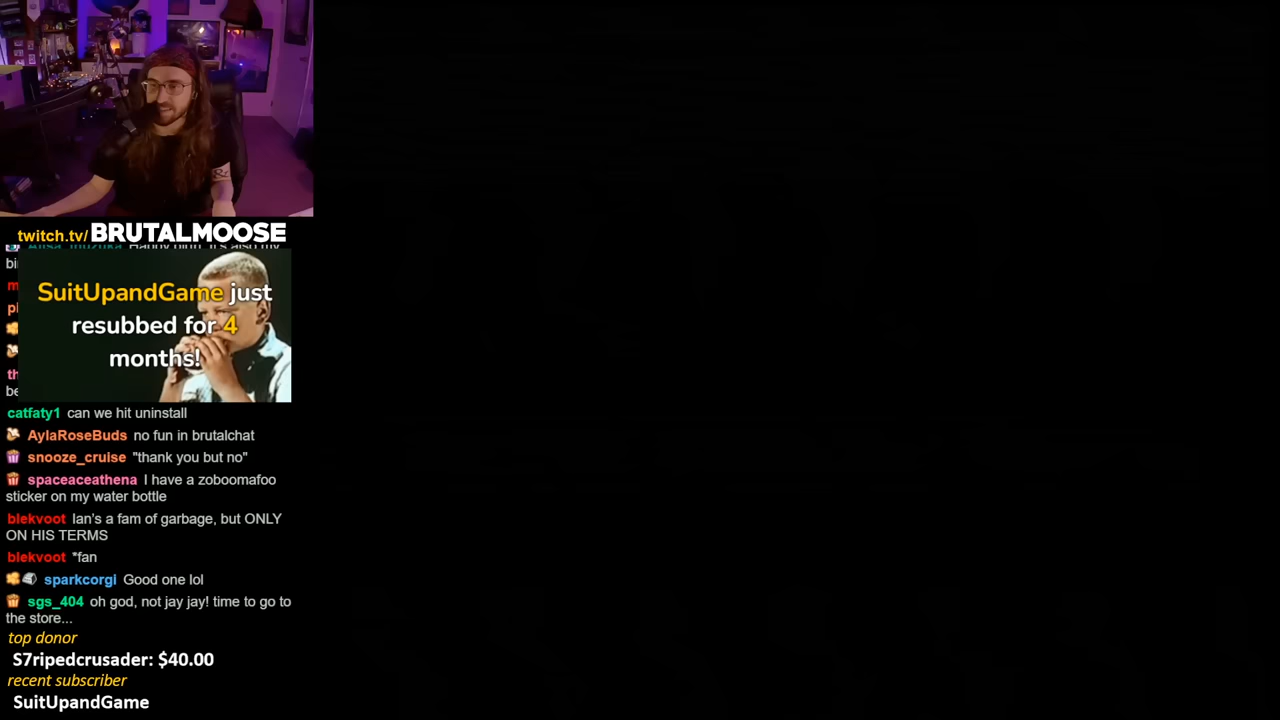 twitch.tv/BRUTALMOOSE
SuitUpandGame just
resubbed for 4
months!
catfaty1 can we hit uninstall
AylaRoseBuds no fun in brutalchat
snooze_cruise "thank you but no"
spaceaceathena I have a zoboomafoo
sticker on my water bottle
blekvoot Ian's a fam of garbage, but ONLY
ON HIS TERMS
blekvoot *fan
sparkcorgi Good one lol
sgs_404 oh god, not jay jay! time to go to
the store...
top donor
S7ripedcrusader: $40.00
recent subscriber
SuitUpandGame